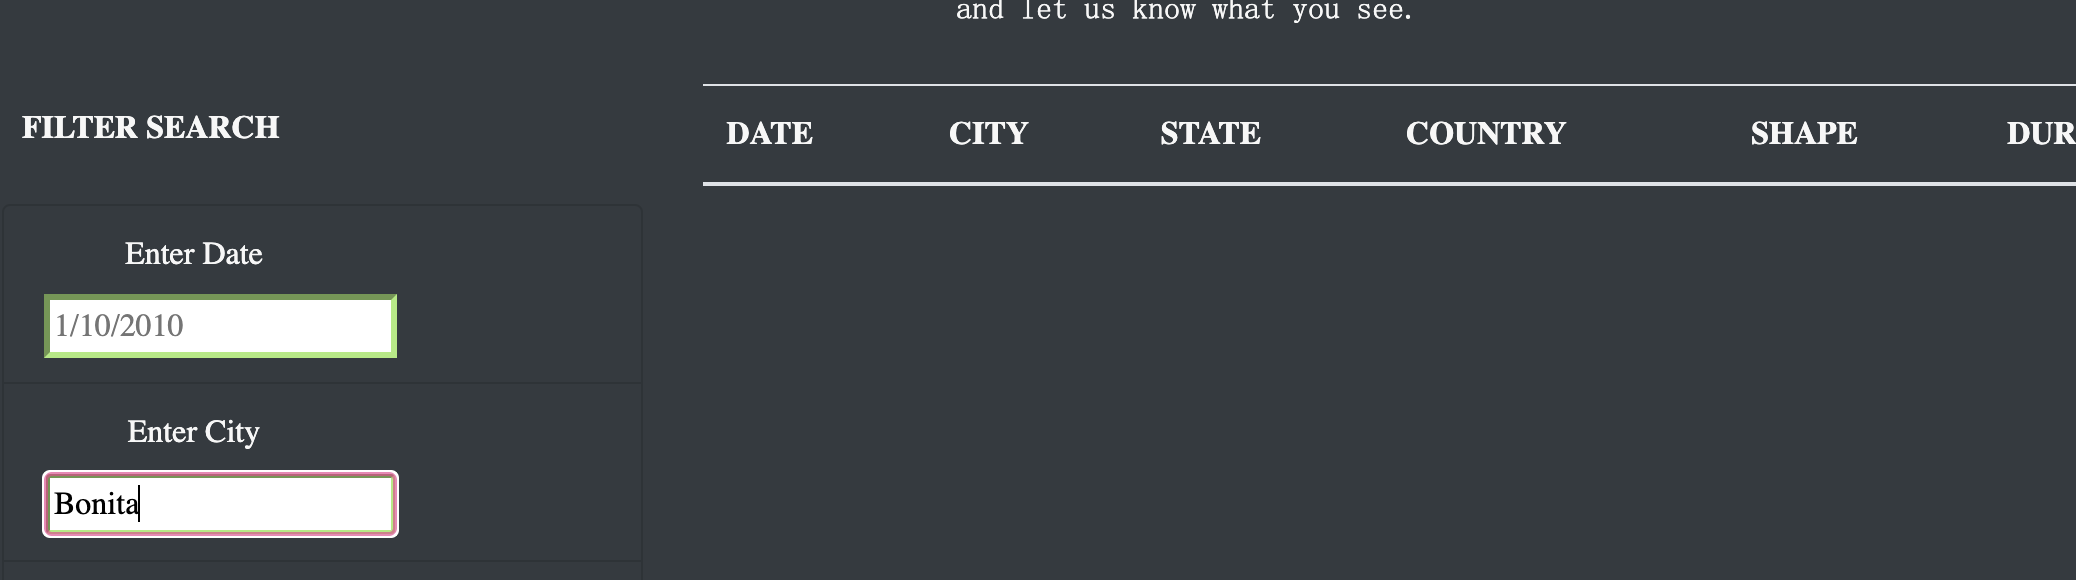 and let us know what you see.
FILTER SEARCH
DATE CITY STATE COUNTRY SHAPE DUR
Enter Date
1/10/2010
Enter City
Bonita